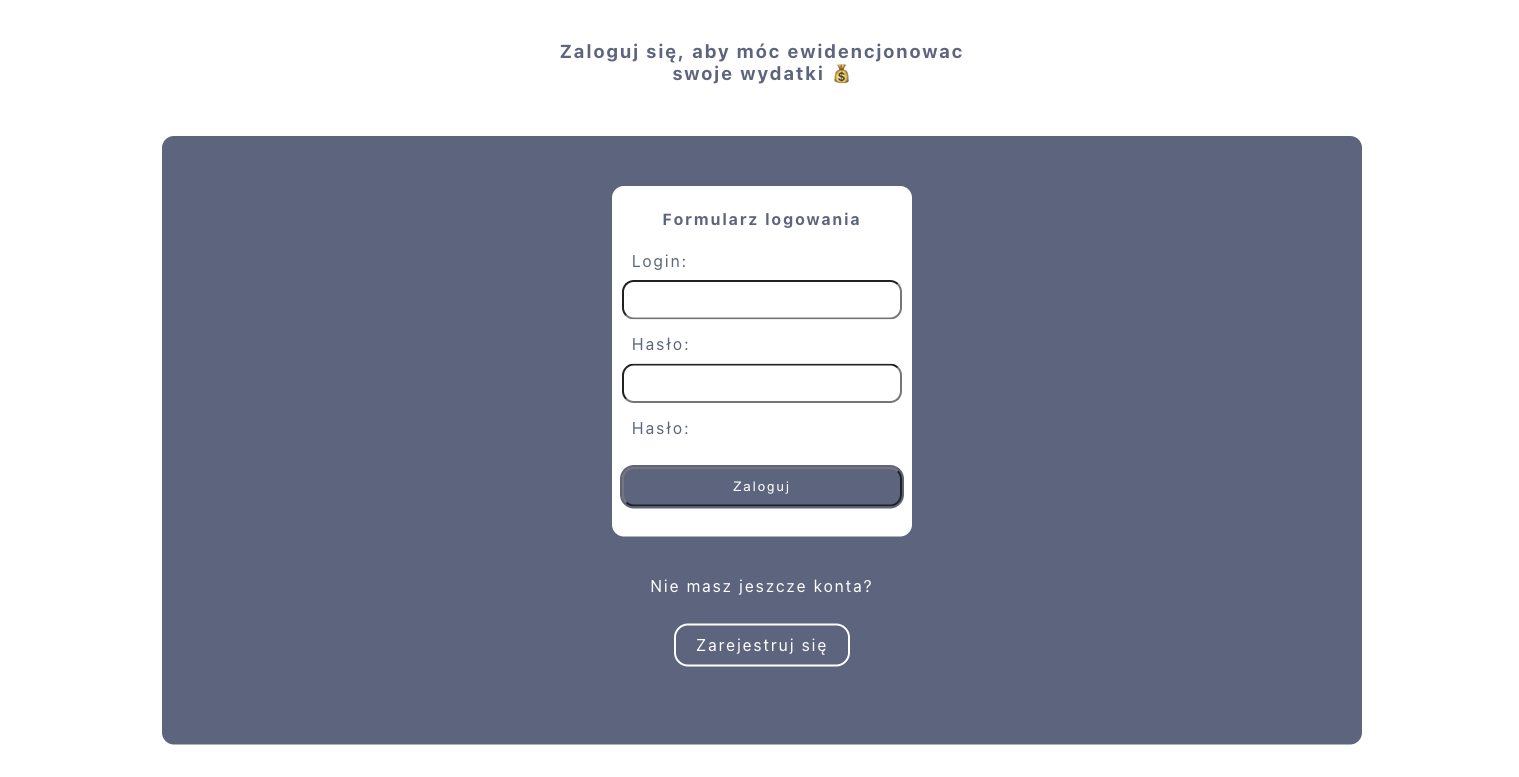 Zaloguj się, aby móc ewidencjonowac
swoje wydatki 💰
Formularz logowania
Login:
Hasło:
Hasło:
Zaloguj
Nie masz jeszcze konta?
Zarejestruj się